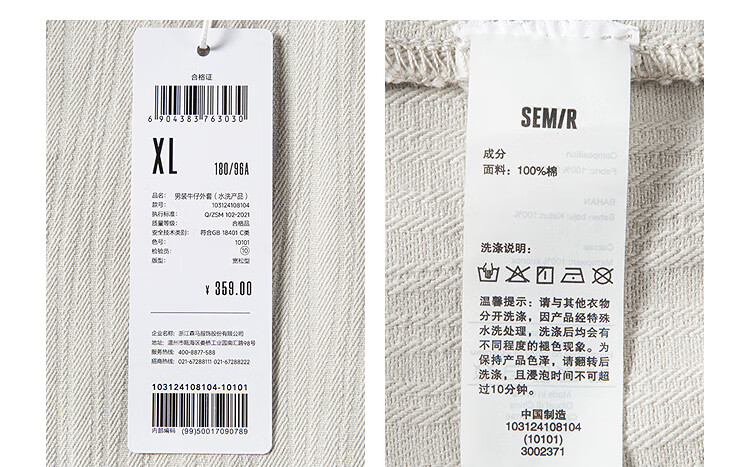 合格证
6 904383 763030
XL
180/96A
品名: 男装牛仔外套（水洗产品）
款号: 103124108104
执行标准: Q/ZSM 102-2021
质量等级: 合格品
安全技术类别: 符合GB 18401 C类
色号: 10101
检验员: 10
版型: 宽松型
¥ 359.00
企业名称: 浙江森马服饰股份有限公司
地址: 温州市瓯海区娄桥工业园南汇路98号
服务热线: 400-8877-588
招商热线: 021-67288111 021-67288222
103124108104-10101
内部编码 (99)50017090789
SEM/R
成分
面料: 100%棉
洗涤说明:
温馨提示: 请与其他衣物
分开洗涤, 因产品经特殊
水洗处理, 洗涤后均会有
不同程度的褪色现象。为
保持产品色泽, 请翻转后
洗涤, 且浸泡时间不可超
过10分钟。
中国制造
103124108104
(10101)
3002371